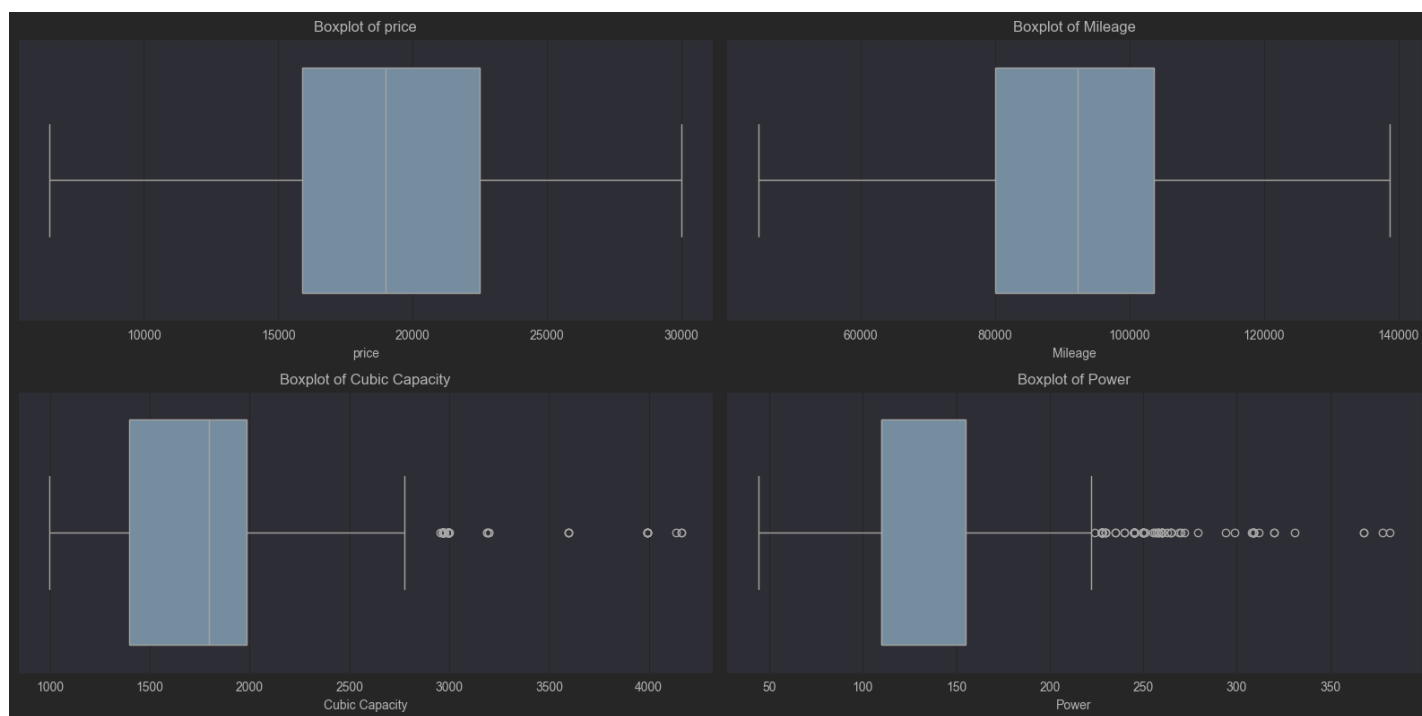 Boxplot of price
Boxplot of Mileage
10000 15000 20000 25000 30000
price
60000 80000 100000 120000 140000
Mileage
Boxplot of Cubic Capacity
Boxplot of Power
1000 1500 2000 2500 3000 3500 4000
Cubic Capacity
50 100 150 200 250 300 350
Power